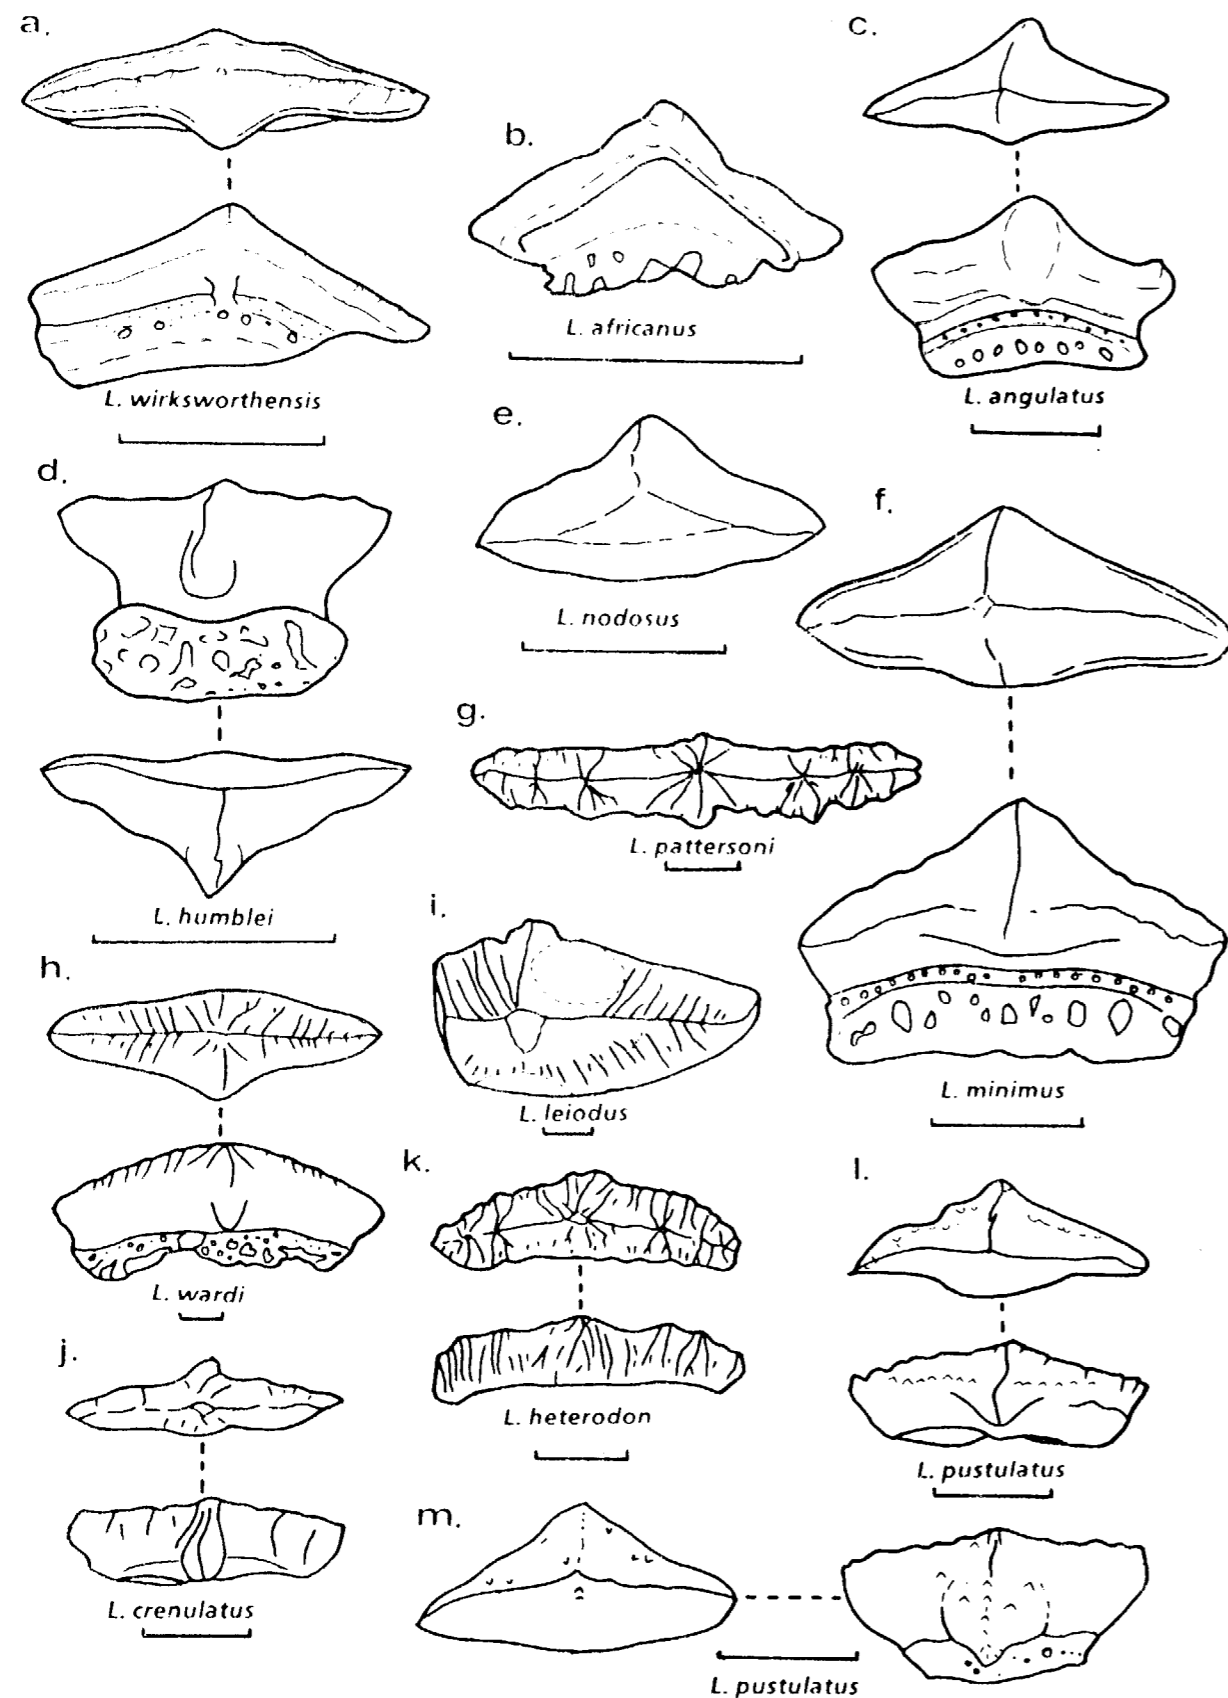 a.
L. wirksworthensis
b.
L. africanus
c.
L. angulatus
d.
L. humblei
e.
L. nodosus
f.
L. minimus
g.
L. pattersoni
h.
L. wardi
i.
L. leiodus
j.
L. crenulatus
k.
L. heterodon
l.
L. pustulatus
m.
L. pustulatus